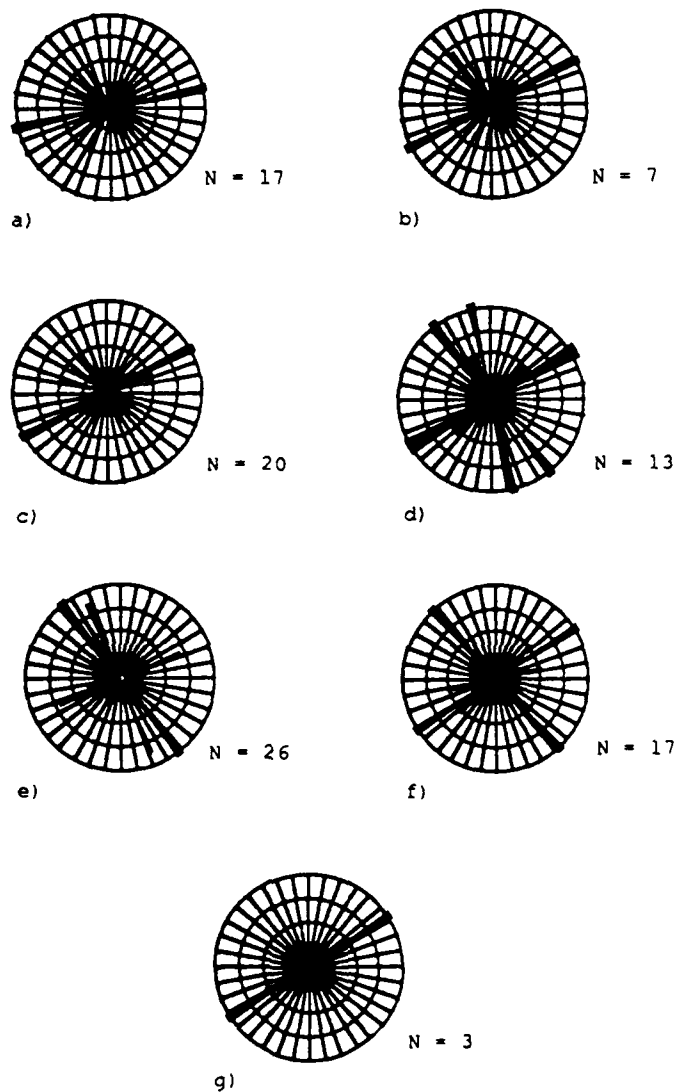 N = 17
a)
N = 7
b)
N = 20
c)
N = 13
d)
N = 26
e)
N = 17
f)
N = 3
g)